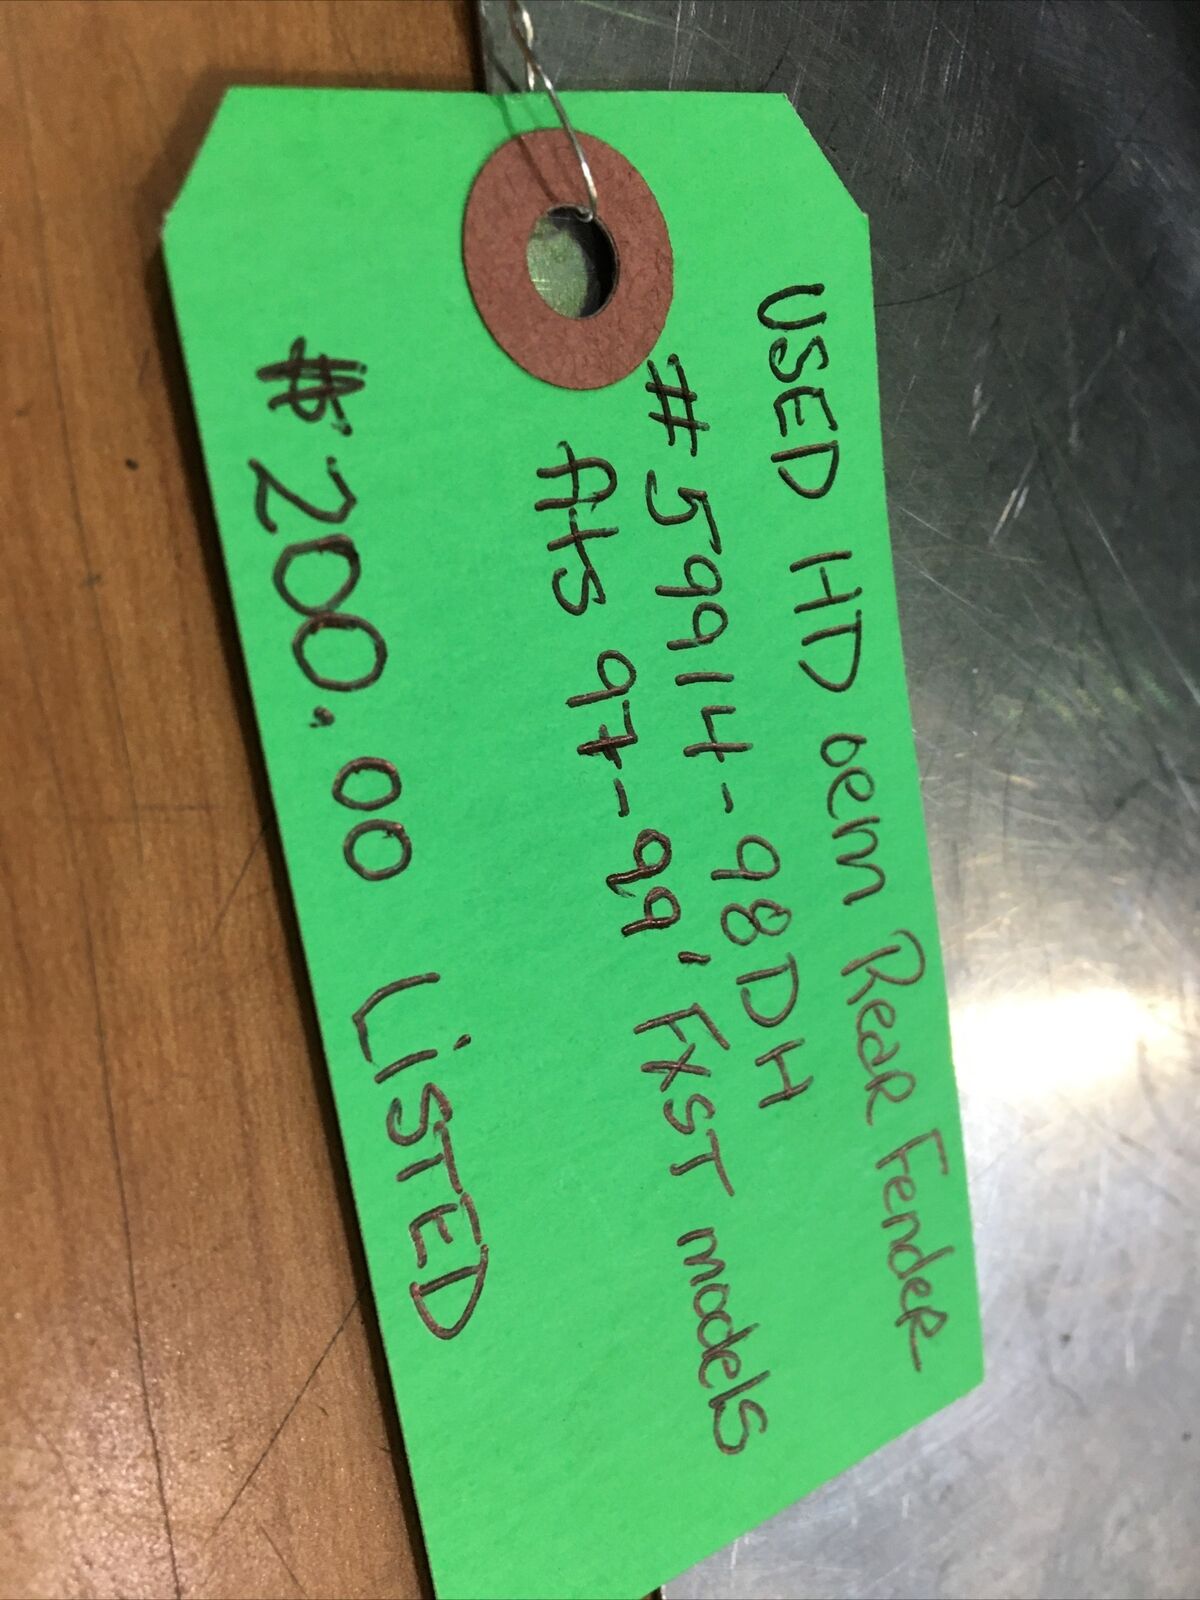 USED HD oem Rear Fender
#59914-98DH
fits 97-99, FXST models
$200.00 LiSTED